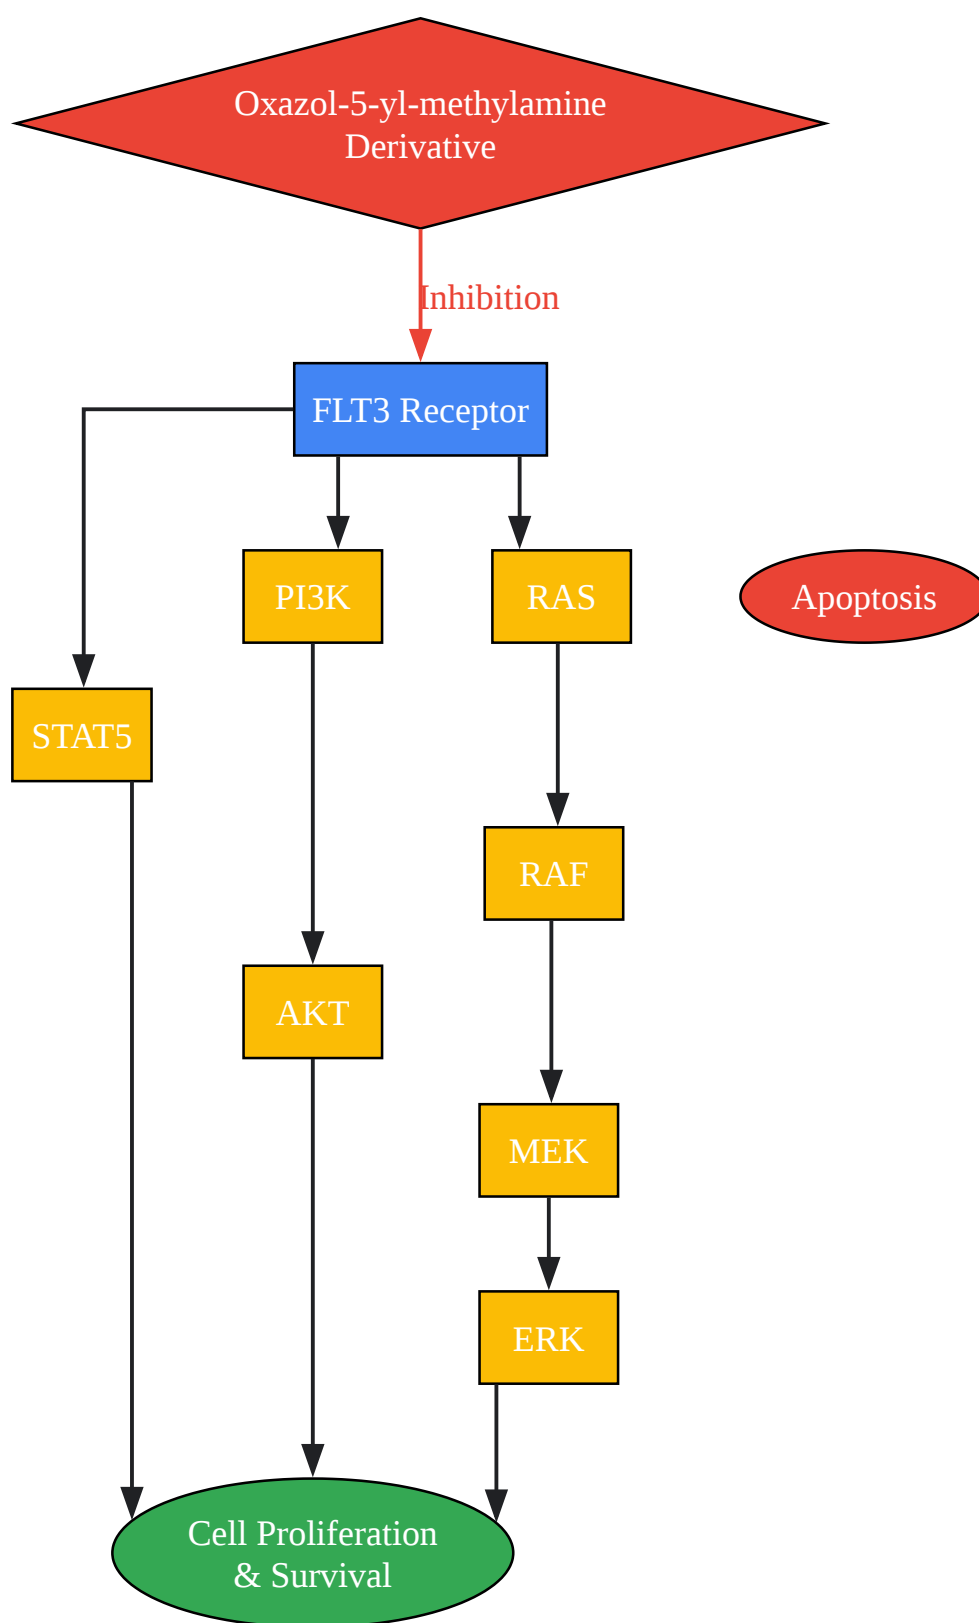 Oxazol-5-yl-methylamine
Derivative
Inhibition
FLT3 Receptor
PI3K
RAS
Apoptosis
STAT5
RAF
AKT
MEK
ERK
Cell Proliferation
& Survival